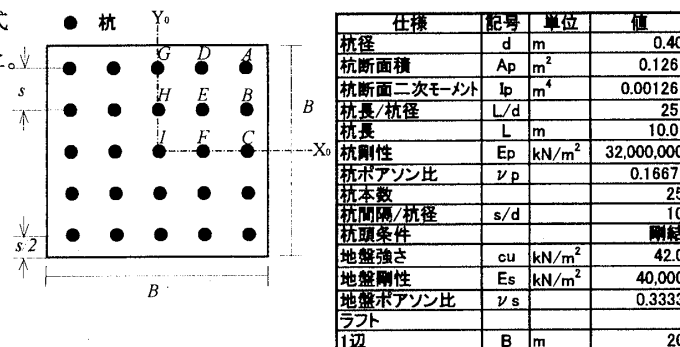 式
。
● 杭
Y₀
G D A
H E B
I F C
X₀
s
s/2
B
B
仕様 記号 単位 値
杭径 d m 0.40
杭断面積 Ap m² 0.126
杭断面二次モーメント Ip m⁴ 0.00126
杭長/杭径 L/d 25
杭長 L m 10.0
杭剛性 Ep kN/m² 32,000,000
杭ポアソン比 νp 0.1667
杭本数 25
杭間隔/杭径 s/d 10
杭頭条件 剛結
地盤強さ cu kN/m² 42.0
地盤剛性 Es kN/m² 40,000
地盤ポアソン比 νs 0.3333
ラフト
1辺 B m 20